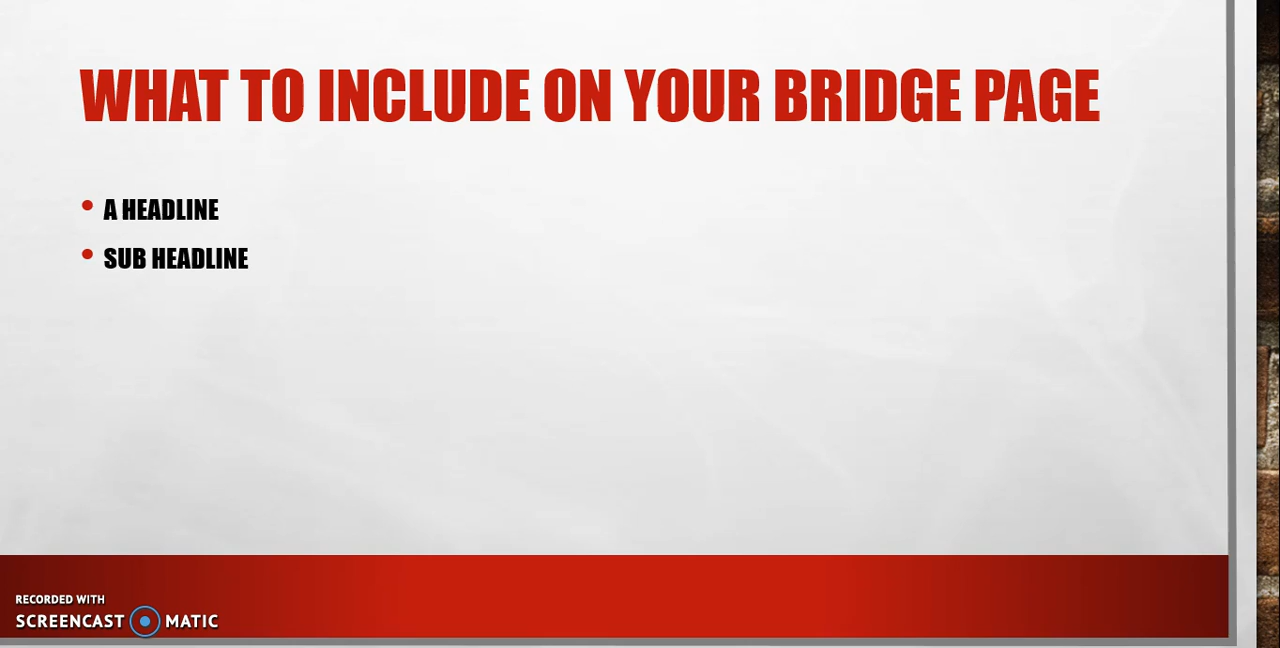 WHAT TO INCLUDE ON YOUR BRIDGE PAGE
• A HEADLINE
• SUB HEADLINE
RECORDED WITH
SCREENCAST MATIC